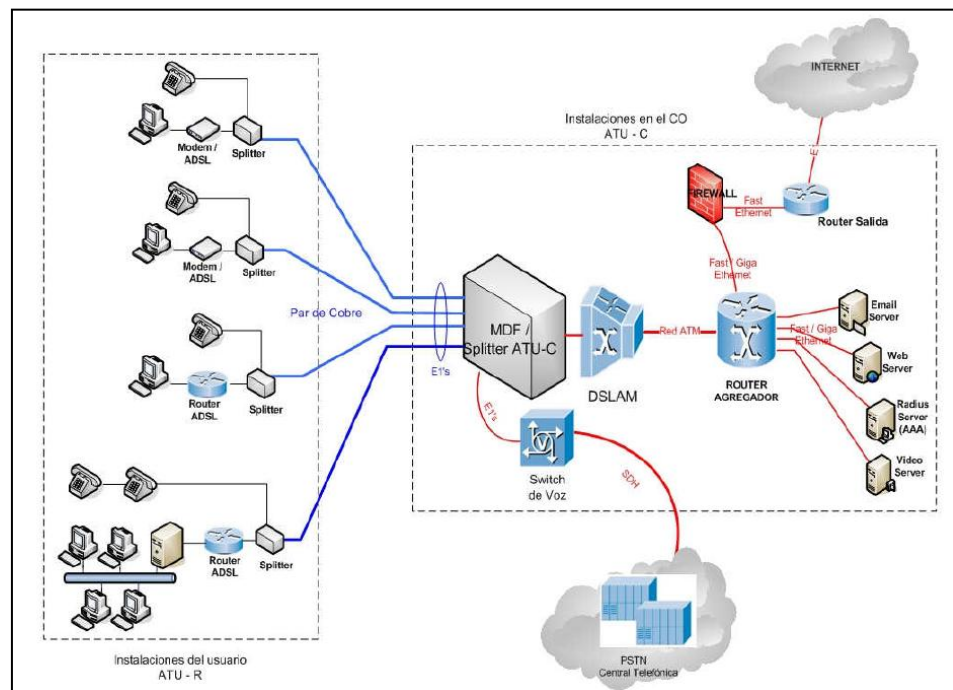 INTERNET
Instalaciones en el CO
ATU - C
Modem /
ADSL
Splitter
FIREWALL
Fast
Ethernet
Router Salida
Modem /
ADSL
Splitter
Fast / Giga
Ethernet
Par de Cobre
MDF /
Splitter ATU-C
Red ATM
Fast / Giga
Ethernet
Email
Server
Web
Server
E1's
DSLAM
ROUTER
AGREGADOR
Router
ADSL
Splitter
E1's
Radius
Server
(AAA)
Switch
de Voz
SDH
Video
Server
Router
ADSL
Splitter
PSTN
Central Telefónica
Instalaciones del usuario
ATU - R